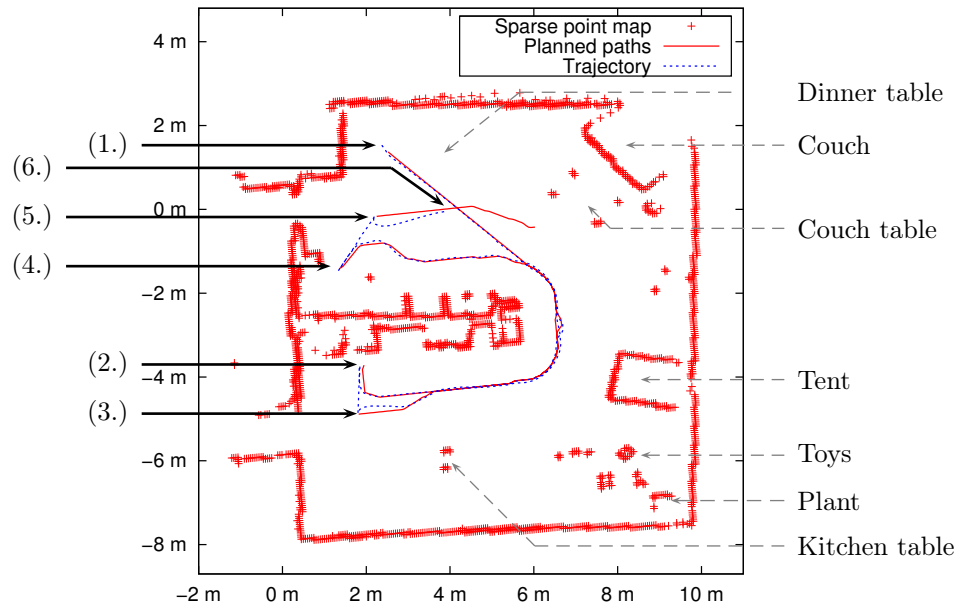 4 m
2 m
0 m
−2 m
−4 m
−6 m
−8 m
−2 m 0 m 2 m 4 m 6 m 8 m 10 m
Sparse point map
Planned paths
Trajectory
(1.)
(6.)
(5.)
(4.)
(2.)
(3.)
Dinner table
Couch
Couch table
Tent
Toys
Plant
Kitchen table